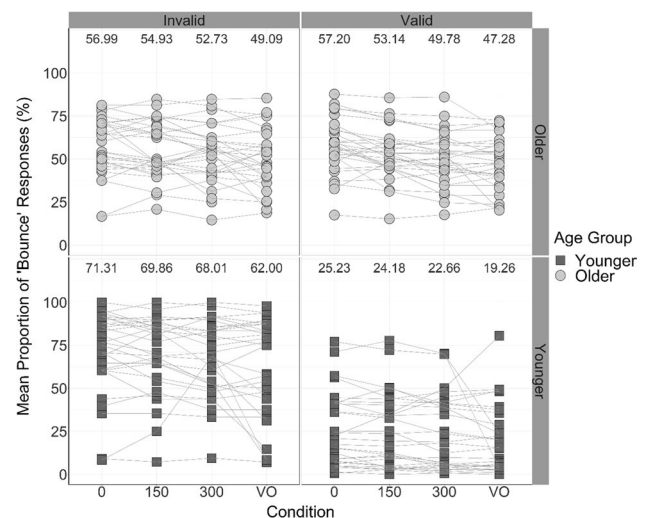 Invalid Valid
56.99 54.93 52.73 49.09 57.20 53.14 49.78 47.28
100
75
50
25
0
Older
71.31 69.86 68.01 62.00 25.23 24.18 22.66 19.26
100
75
50
25
0
Younger
0 150 300 VO 0 150 300 VO
Condition
Mean Proportion of 'Bounce' Responses (%)
Age Group
Younger
Older